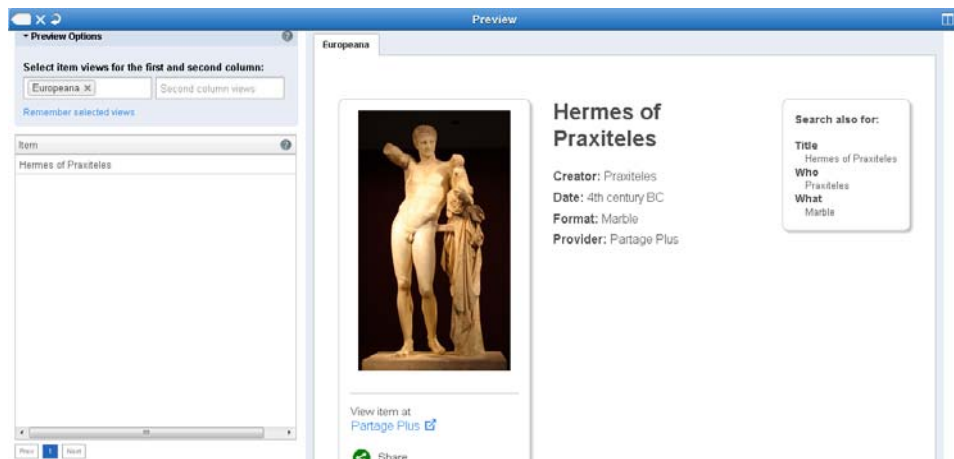 Preview
Preview Options
Select item views for the first and second column:
Europeana
Second column views
Remember selected views
Item
Hermes of Praxiteles
Prev
1
Next
Europeana
View item at
Partage Plus
Share
Hermes of
Praxiteles
Creator: Praxiteles
Date: 4th century BC
Format: Marble
Provider: Partage Plus
Search also for:
Title
Hermes of Praxiteles
Who
Praxiteles
What
Marble